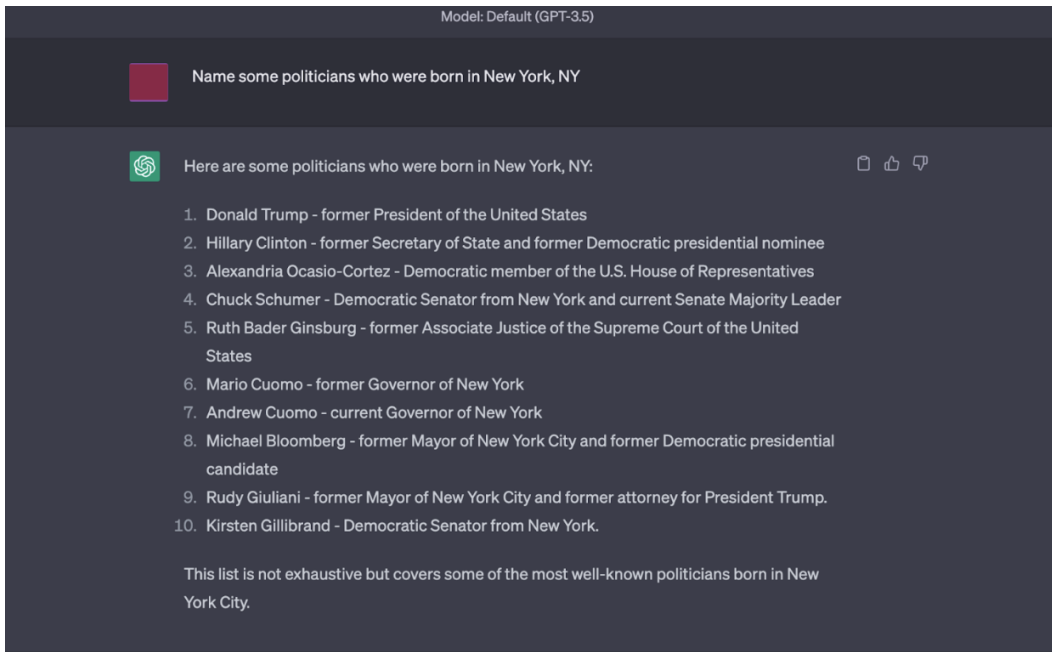 Model: Default (GPT-3.5)
Name some politicians who were born in New York, NY
Here are some politicians who were born in New York, NY:
1. Donald Trump - former President of the United States
2. Hillary Clinton - former Secretary of State and former Democratic presidential nominee
3. Alexandria Ocasio-Cortez - Democratic member of the U.S. House of Representatives
4. Chuck Schumer - Democratic Senator from New York and current Senate Majority Leader
5. Ruth Bader Ginsburg - former Associate Justice of the Supreme Court of the United
States
6. Mario Cuomo - former Governor of New York
7. Andrew Cuomo - current Governor of New York
8. Michael Bloomberg - former Mayor of New York City and former Democratic presidential
candidate
9. Rudy Giuliani - former Mayor of New York City and former attorney for President Trump.
10. Kirsten Gillibrand - Democratic Senator from New York.
This list is not exhaustive but covers some of the most well-known politicians born in New
York City.